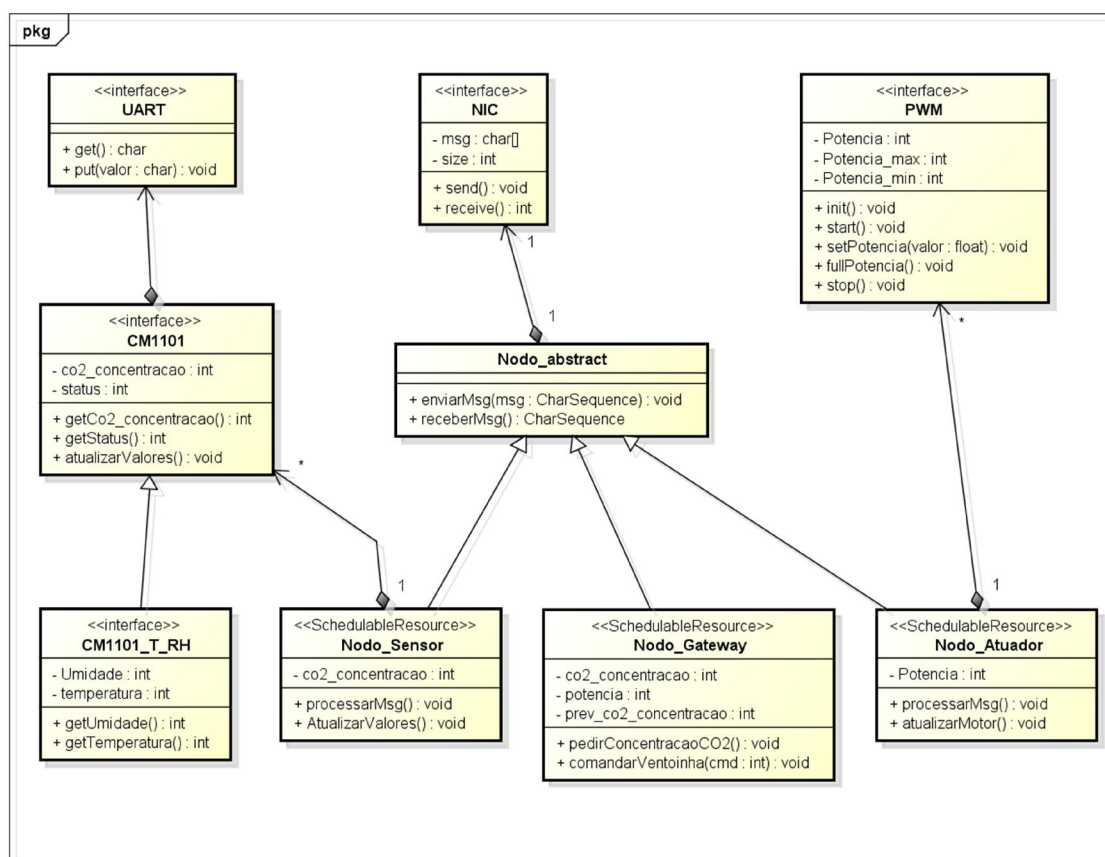 pkg
<<interface>>
UART
+ get() : char
+ put(valor : char) : void
<<interface>>
NIC
- msg : char[]
- size : int
+ send() : void
+ receive() : int
<<interface>>
PWM
- Potencia : int
- Potencia_max : int
- Potencia_min : int
+ init() : void
+ start() : void
+ setPotencia(valor : float) : void
+ fullPotencia() : void
+ stop() : void
1
1
*
<<interface>>
CM1101
- co2_concentracao : int
- status : int
+ getCo2_concentracao() : int
+ getStatus() : int
+ atualizarValores() : void
Nodo_abstract
+ enviarMsg(msg : CharSequence) : void
+ receberMsg() : CharSequence
*
1
1
<<interface>>
CM1101_T_RH
- Umidade : int
- temperatura : int
+ getUmidade() : int
+ getTemperatura() : int
<<SchedulableResource>>
Nodo_Sensor
- co2_concentracao : int
+ processarMsg() : void
+ AtualizarValores() : void
<<SchedulableResource>>
Nodo_Gateway
- co2_concentracao : int
- potencia : int
- prev_co2_concentracao : int
+ pedirConcentracaoCO2() : void
+ comandarVentoinha(cmd : int) : void
<<SchedulableResource>>
Nodo_Atuador
- Potencia : int
+ processarMsg() : void
+ atualizarMotor() : void